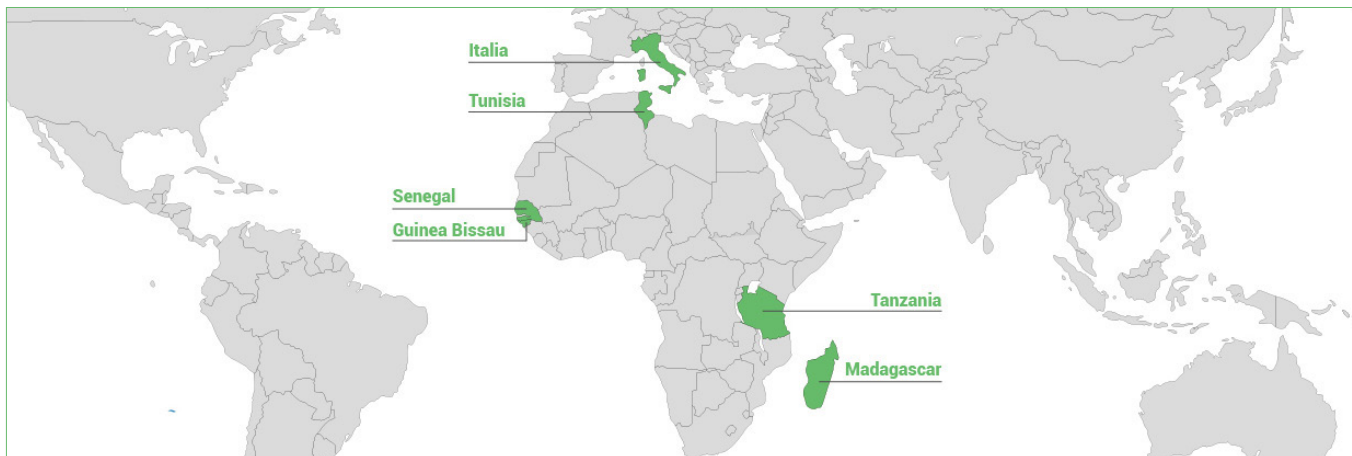 Italia
Tunisia
Senegal
Guinea Bissau
Tanzania
Madagascar